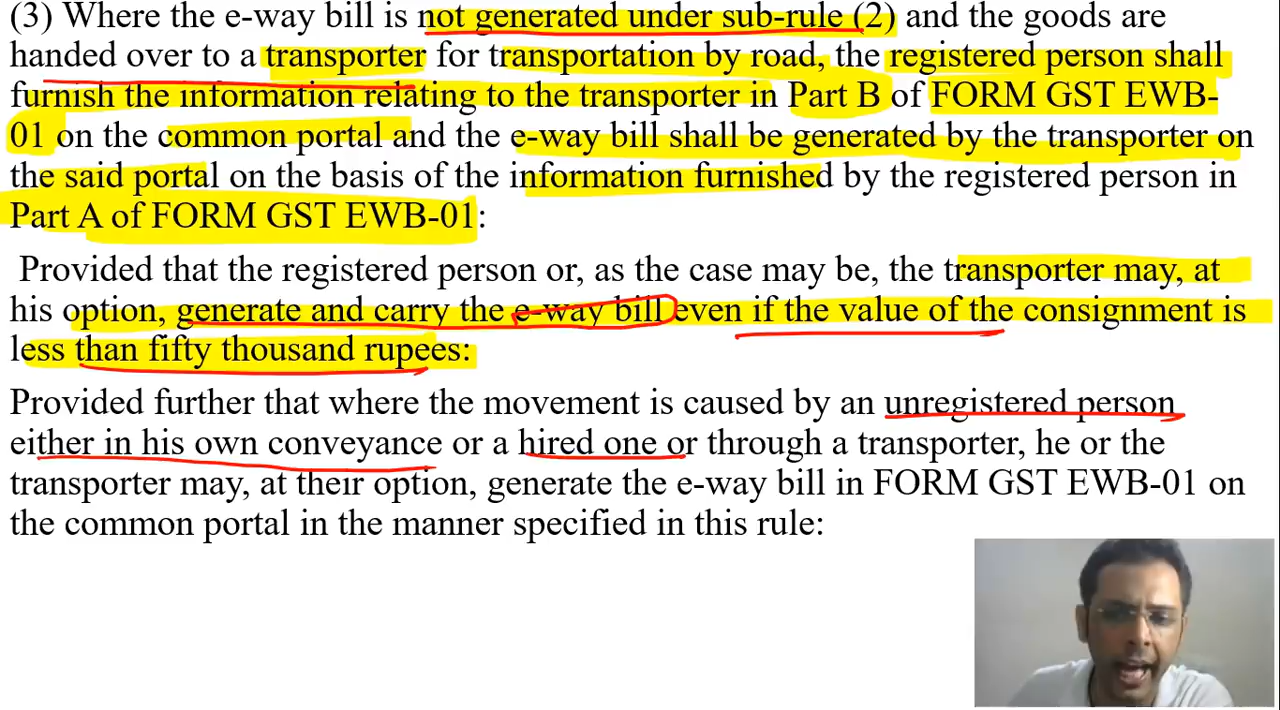 (3) Where the e-way bill is not generated under sub-rule (2) and the goods are
handed over to a transporter for transportation by road, the registered person shall
furnish the information relating to the transporter in Part B of FORM GST EWB-
01 on the common portal and the e-way bill shall be generated by the transporter on
the said portal on the basis of the information furnished by the registered person in
Part A of FORM GST EWB-01:
Provided that the registered person or, as the case may be, the transporter may, at
his option, generate and carry the e-way bill even if the value of the consignment is
less than fifty thousand rupees:
Provided further that where the movement is caused by an unregistered person
either in his own conveyance or a hired one or through a transporter, he or the
transporter may, at their option, generate the e-way bill in FORM GST EWB-01 on
the common portal in the manner specified in this rule: